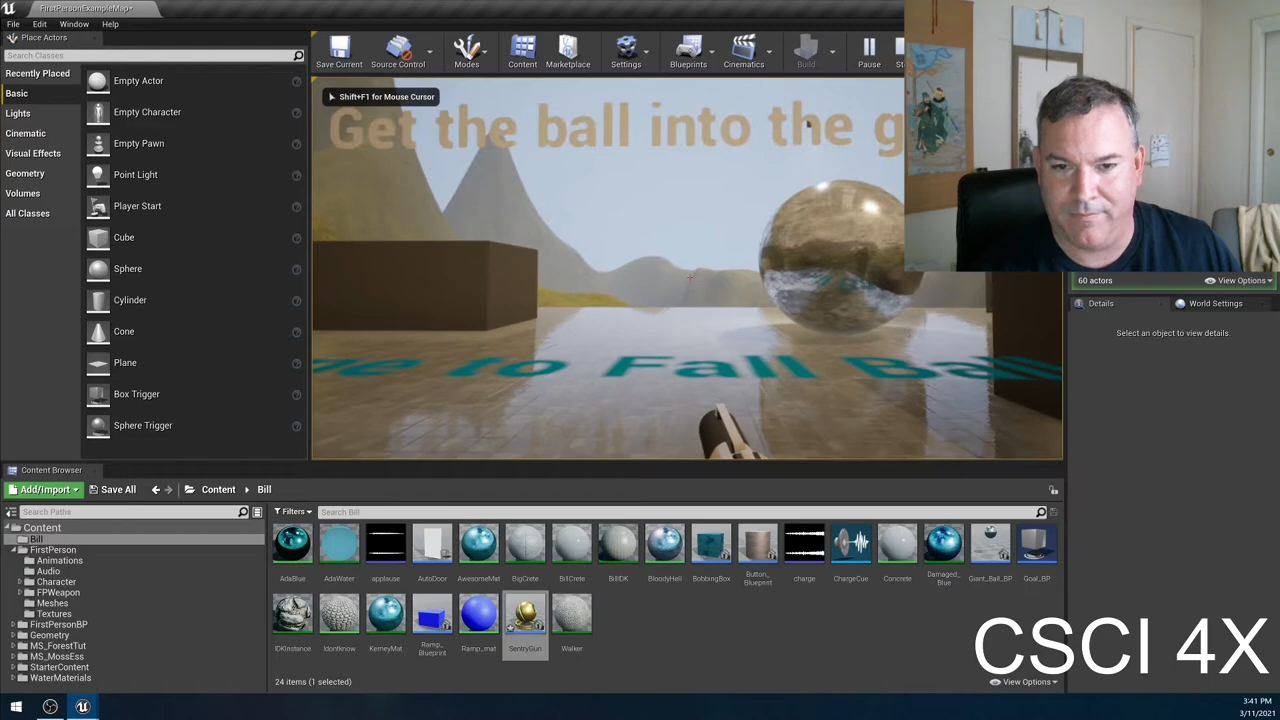 FirstPersonExampleMap*
File Edit Window Help
Place Actors
Search Classes
Recently Placed
Basic
Lights
Cinematic
Visual Effects
Geometry
Volumes
All Classes
Empty Actor
Empty Character
Empty Pawn
Point Light
Player Start
Cube
Sphere
Cylinder
Cone
Plane
Box Trigger
Sphere Trigger
Save Current
Source Control
Modes
Content
Marketplace
Settings
Blueprints
Cinematics
Build
Pause
Shift+F1 for Mouse Cursor
Get the ball into the g
e to Fall Ball
60 actors
View Options
Details
World Settings
Select an object to view details.
Content Browser
Add/Import
Save All
Content
Bill
Search Paths
Filters
Search Bill
Content
Bill
FirstPerson
Animations
Audio
Character
FPWeapon
Meshes
Textures
FirstPersonBP
Geometry
MS_ForestTut
MS_MossEss
StarterContent
WaterMaterials
AdaBlue
AdaWater
applause
AutoDoor
AwesomeMat
BigCrete
BillCrete
BillIDK
BloodyHell
BobbingBox
Button_
Blueprint
charge
ChargeCue
Concrete
Damaged_
Blue
Giant_Ball_BP
Goal_BP
IDKInstance
Idontknow
KerneyMat
Ramp_
Blueprint
Ramp_mat
SentryGun
Walker
24 items (1 selected)
View Options
CSCI 4X
3:41 PM
3/11/2021